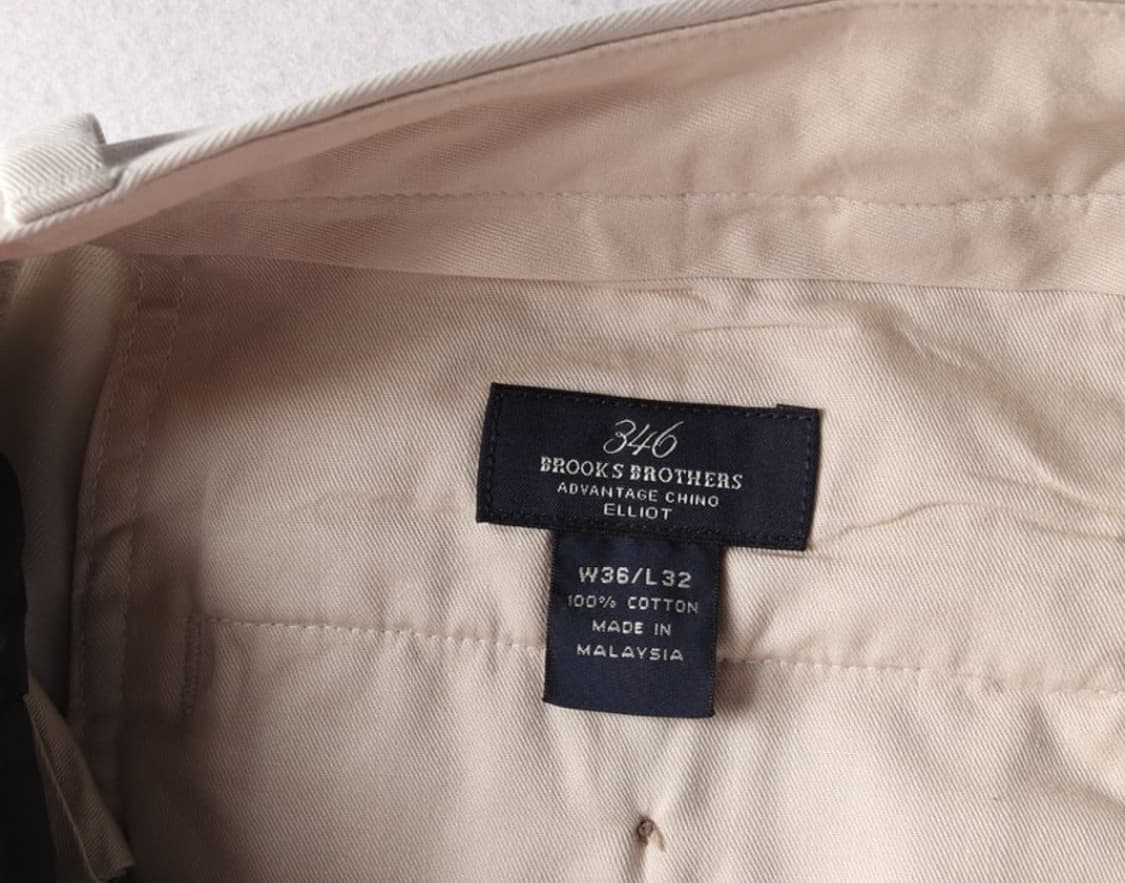 346
BROOKS BROTHERS
ADVANTAGE CHINO
ELLIOT
W36/L32
100% COTTON
MADE IN
MALAYSIA